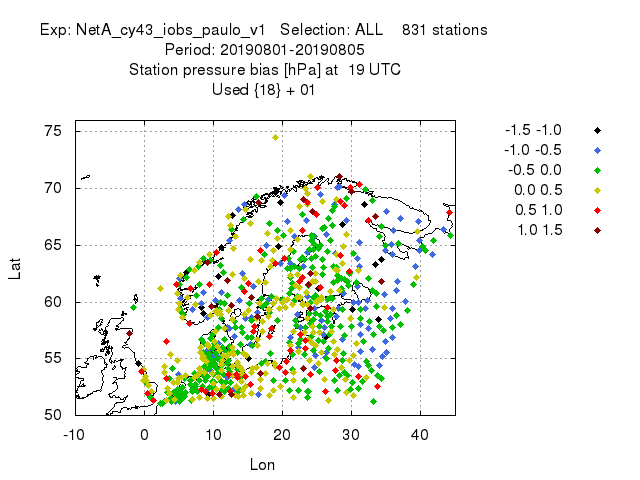 Exp: NetA_cy43_iobs_paulo_v1 Selection: ALL 831 stations
Period: 20190801-20190805
Station pressure bias [hPa] at 19 UTC
Used {18} + 01
75
70
65
60
55
50
-10 0 10 20 30 40
Lat
Lon
-1.5 -1.0
-1.0 -0.5
-0.5 0.0
0.0 0.5
0.5 1.0
1.0 1.5